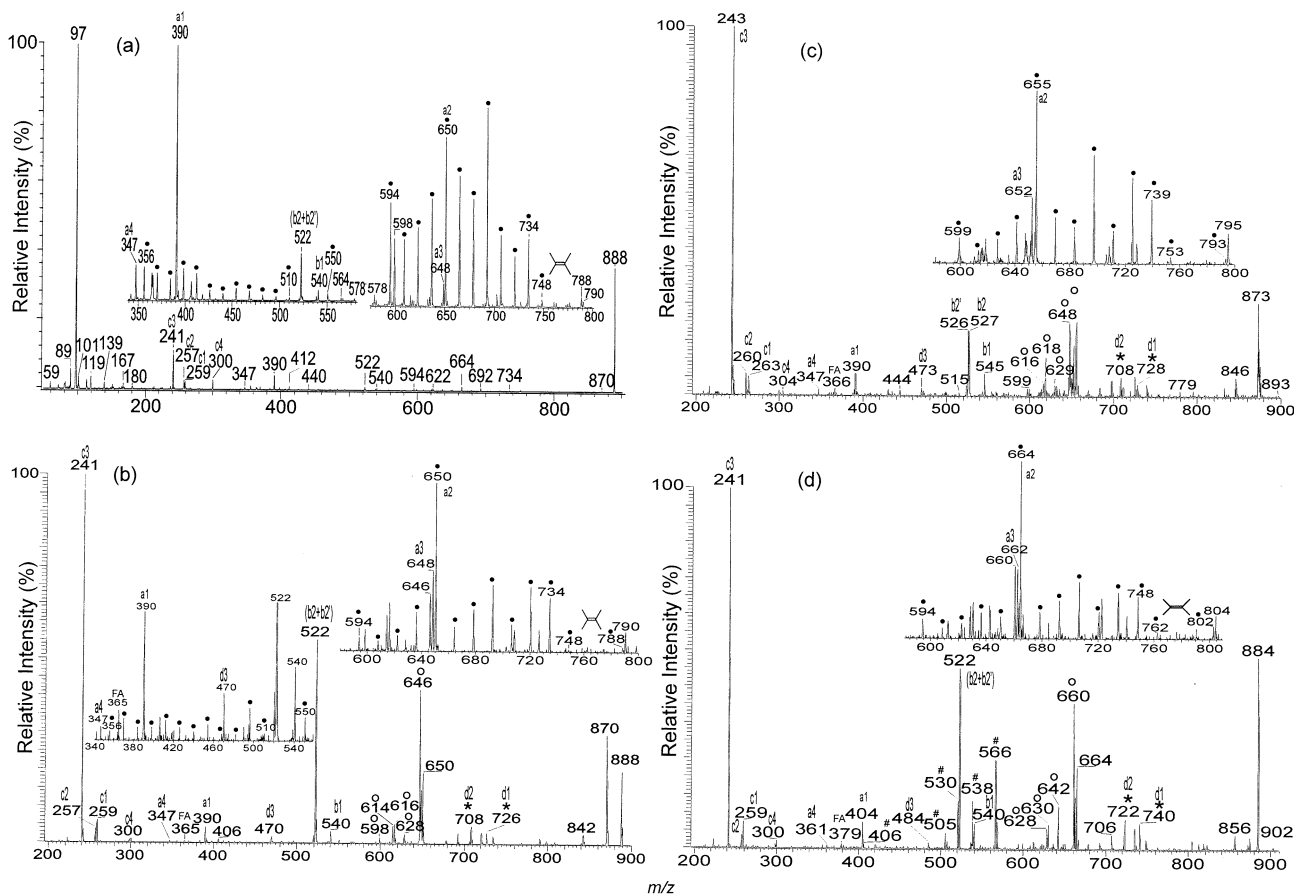 (a)
Relative Intensity (%)
100
97
a1
390
a2
650
594
598
734
a3
648
748
788
790
578
888
a4
347
356
(b2+b2')
522
550
b1
540
510
564
578
350 400 450 500 550
600 640 680 720 760 800
c3
241
c2
257
c1
259
c4
300
59
89
101
119
139
167
180
347
390
412
440
522
540
594
622
664
692
734
870
200 400 600 800
(c)
Relative Intensity (%)
100
243
c3
655
a2
a3
652
599
739
753
793
795
600 640 680 720 760 800
873
b2'
526
b2
527
648
616
618
629
b1
545
c2
260
c1
263
c4
304
a4
347
FA
366
a1
390
444
d3
473
515
599
d2
*
708
d1
*
728
779
846
893
200 300 400 500 600 700 800 900
(b)
Relative Intensity (%)
100
c3
241
650
a2
a3
648
646
594
734
748
788
790
600 640 680 720 760 800
a1
390
522
(b2+b2')
522
d3
470
540
FA
365
a4
347
356
510
550
340 380 420 460 500 540
646
650
870
888
c2
257
c1
259
c4
300
a4
347
FA
365
a1
390
406
d3
470
b1
540
614
616
598
628
d2
*
708
d1
*
726
842
200 300 400 500 600 700 800 900
(d)
Relative Intensity (%)
100
c3
241
664
a2
a3
662
660
594
748
762
802
804
600 640 680 720 760 800
522
(b2+b2')
660
884
#
566
664
#
530
#
538
642
630
628
b1
540
c1
259
c2
c4
300
a4
361
FA
379
a1
404
#
406
d3
484
#
505
706
d2
*
722
d1
*
740
856
902
200 300 400 500 600 700 800 900
m/z